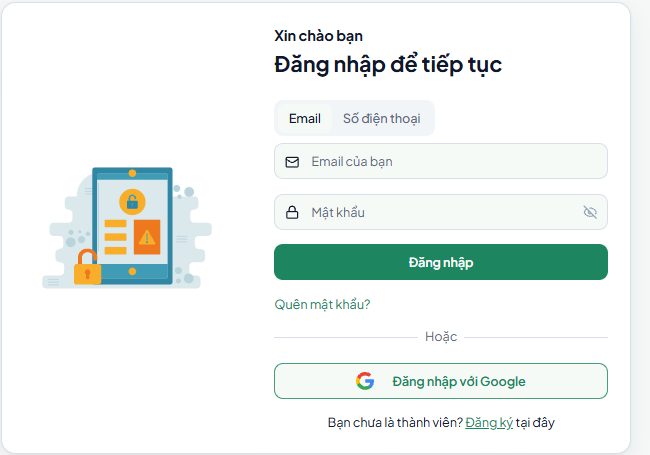 Xin chào bạn
Đăng nhập để tiếp tục
Email Số điện thoại
Email của bạn
Mật khẩu
Đăng nhập
Quên mật khẩu?
Hoặc
Đăng nhập với Google
Bạn chưa là thành viên? Đăng ký tại đây